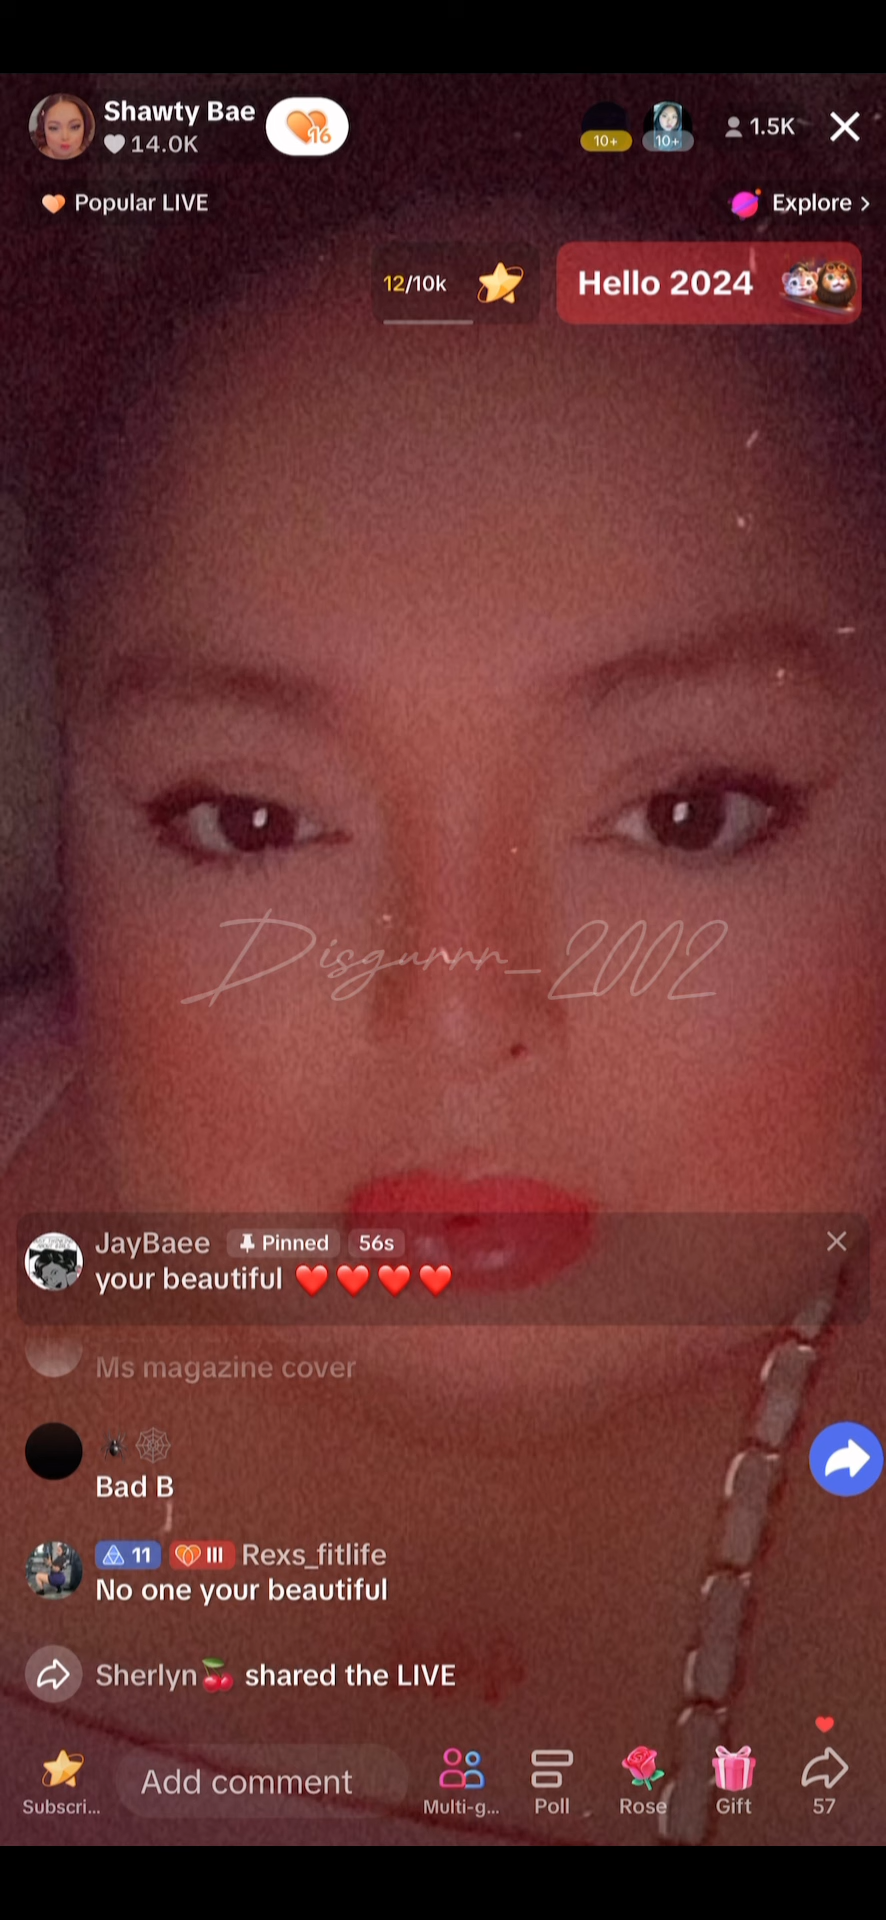 Shawty Bae
14.0K
16
10+
10+
1.5K
Popular LIVE
Explore >
12/10k
Hello 2024
Disgurrr_2002
JayBaee Pinned 56s
your beautiful ❤️❤️❤️❤️
Ms magazine cover
🕷️🕸️
Bad B
11 III Rexs_fitlife
No one your beautiful
Sherlyn🍒 shared the LIVE
Add comment
Subscri...
Multi-g...
Poll
Rose
Gift
57